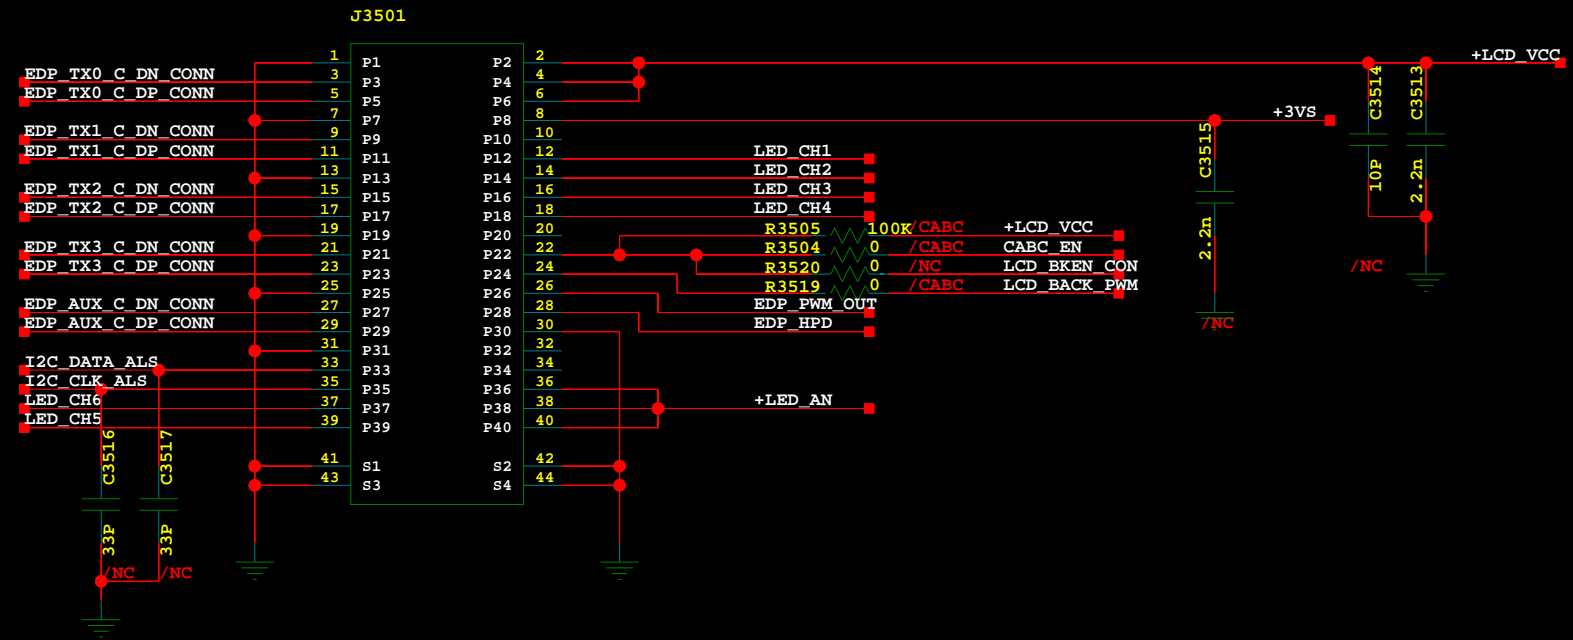 J3501
1 P1 P2 2 +LCD_VCC
EDP_TX0_C_DN_CONN 3 P3 P4 4
EDP_TX0_C_DP_CONN 5 P5 P6 6
7 P7 P8 8 +3VS
EDP_TX1_C_DN_CONN 9 P9 P10 10
EDP_TX1_C_DP_CONN 11 P11 P12 12 LED_CH1
13 P13 P14 14 LED_CH2
EDP_TX2_C_DN_CONN 15 P15 P16 16 LED_CH3
EDP_TX2_C_DP_CONN 17 P17 P18 18 LED_CH4
19 P19 P20 20 R3505 100K /CABC +LCD_VCC
EDP_TX3_C_DN_CONN 21 P21 P22 22 R3504 0 /CABC CABC_EN
EDP_TX3_C_DP_CONN 23 P23 P24 24 R3520 0 /NC LCD_BKEN_CON
25 P25 P26 26 R3519 0 /CABC LCD_BACK_PWM
EDP_AUX_C_DN_CONN 27 P27 P28 28 EDP_PWM_OUT
EDP_AUX_C_DP_CONN 29 P29 P30 30 EDP_HPD
31 P31 P32 32
I2C_DATA_ALS 33 P33 P34 34
I2C_CLK_ALS 35 P35 P36 36
LED_CH6 37 P37 P38 38 +LED_AN
LED_CH5 39 P39 P40 40
41 S1 S2 42
43 S3 S4 44
C3516
33P
/NC
C3517
33P
/NC
C3515
2.2n
/NC
C3514
10P
/NC
C3513
2.2n